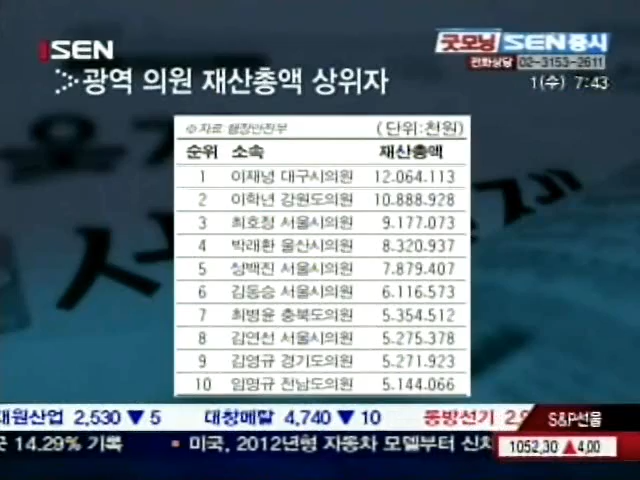 SEN
굿모닝 SEN증시
전화상담 02-3153-2611
1(수) 7:43
광역 의원 재산총액 상위자
※자료 행정안전부 (단위:천원)
순위 소속 재산총액
1 이재녕 대구시의원 12.064.113
2 이학년 강원도의원 10.888.928
3 최호정 서울시의원 9.177.073
4 박래환 울산시의원 8.320.937
5 성백진 서울시의원 7.879.407
6 김동승 서울시의원 6.116.573
7 최병윤 충북도의원 5.354.512
8 김연선 서울시의원 5.275.378
9 김영규 경기도의원 5.271.923
10 임영규 전남도의원 5.144.066
대원산업 2,530 ▼ 5 대창메탈 4,740 ▼ 10 동방선기
S&P선물
14.29% 기록 ▪ 미국, 2012년형 자동차 모델부터 신차
1052,30 ▲4,00